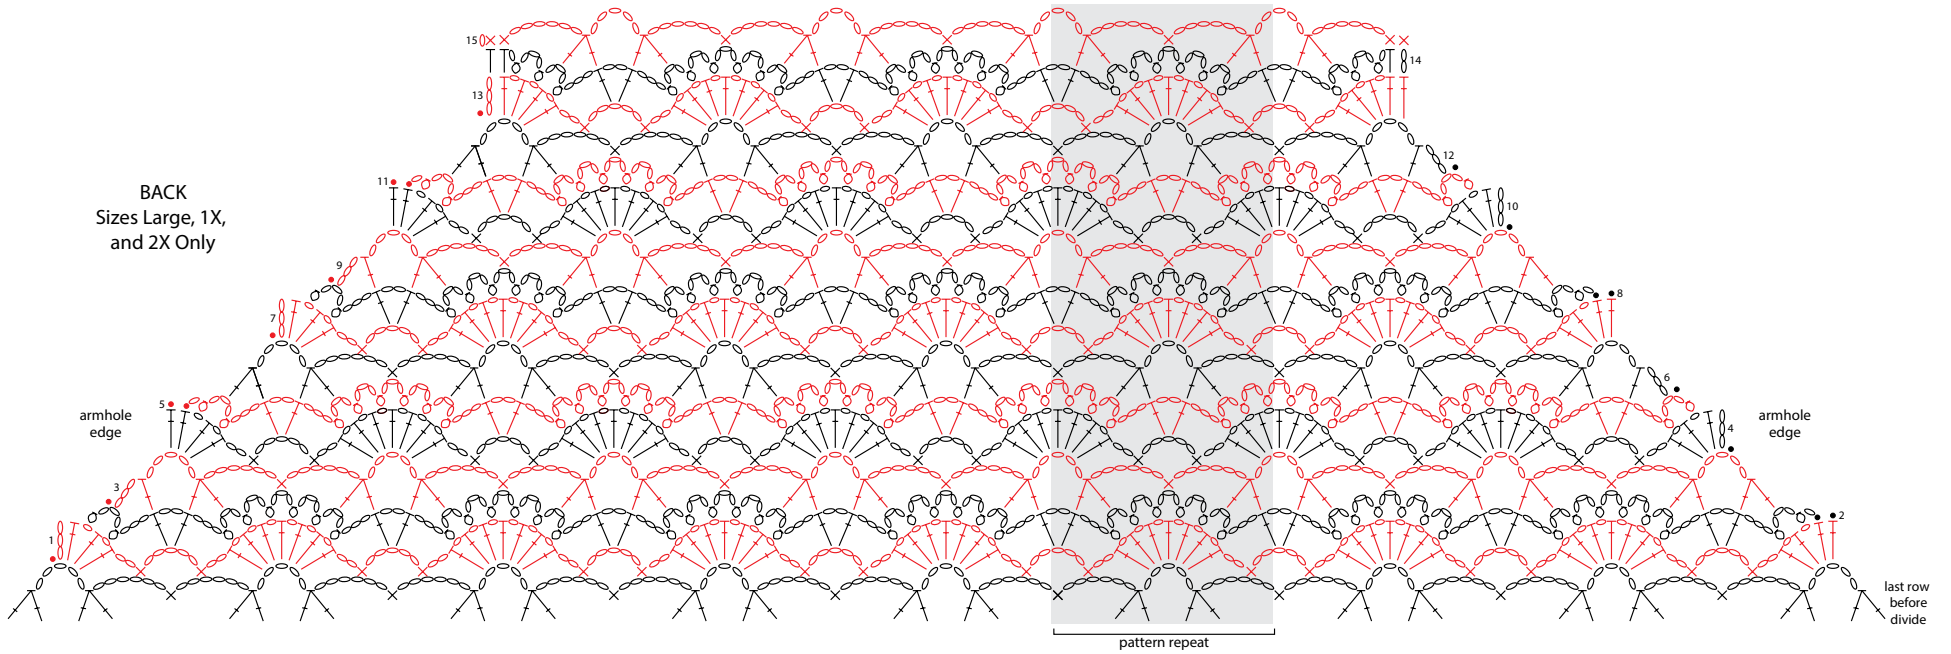 15
14
13
12
11
BACK
Sizes Large, 1X,
and 2X Only
10
9
8
7
6
5
armhole
edge
armhole
edge
4
3
2
1
last row
before
divide
pattern repeat